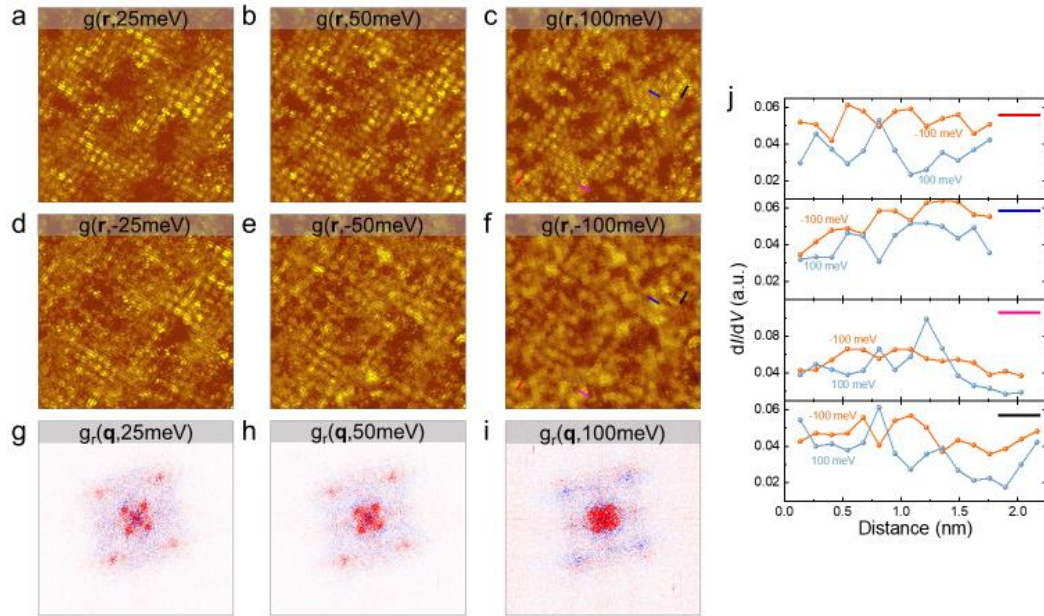 a b c
g(r,25meV) g(r,50meV) g(r,100meV)
d e f
g(r,-25meV) g(r,-50meV) g(r,-100meV)
g h i
gᵣ(q,25meV) gᵣ(q,50meV) gᵣ(q,100meV)
j
0.06
0.04
0.02
-100 meV
100 meV
0.06
0.04
0.02
-100 meV
100 meV
0.08
0.04
-100 meV
100 meV
0.06
0.04
0.02
-100 meV
100 meV
dI/dV (a.u.)
0.0 0.5 1.0 1.5 2.0
Distance (nm)